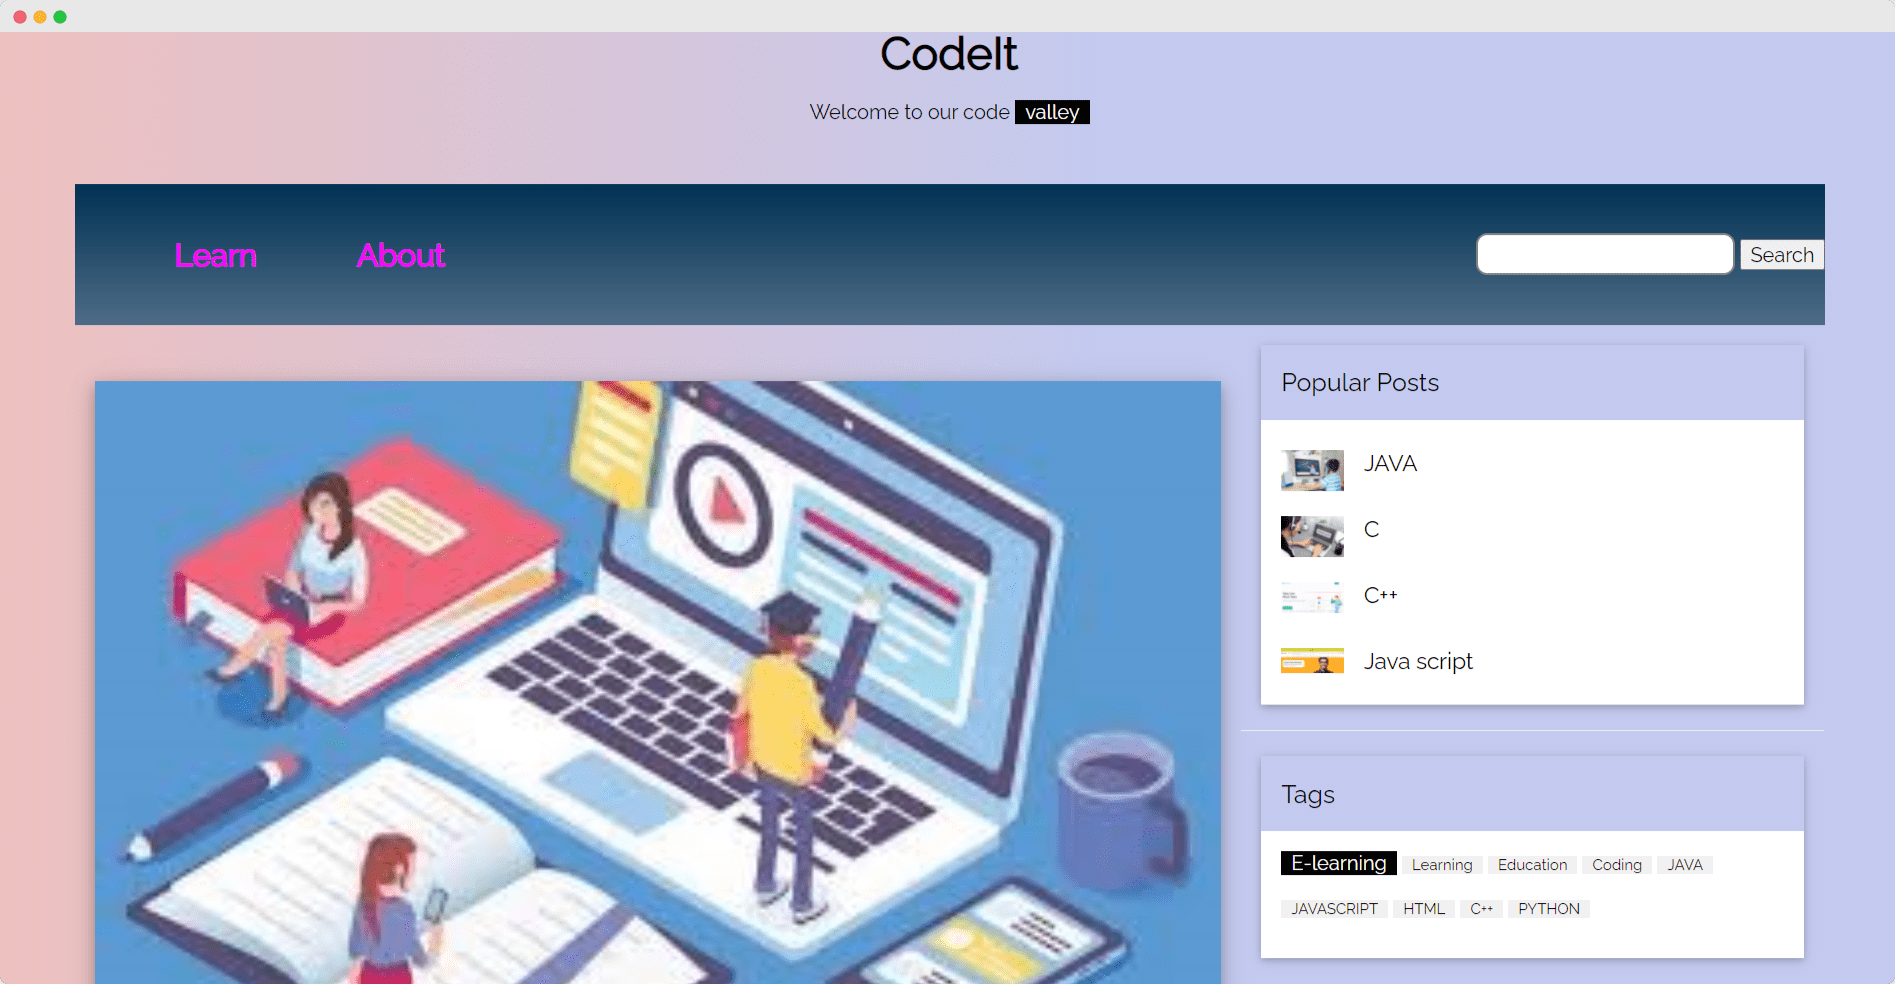 CodeIt
Welcome to our code valley
Learn About Search
Popular Posts
JAVA
C
C++
Java script
Tags
E-learning Learning Education Coding JAVA
JAVASCRIPT HTML C++ PYTHON